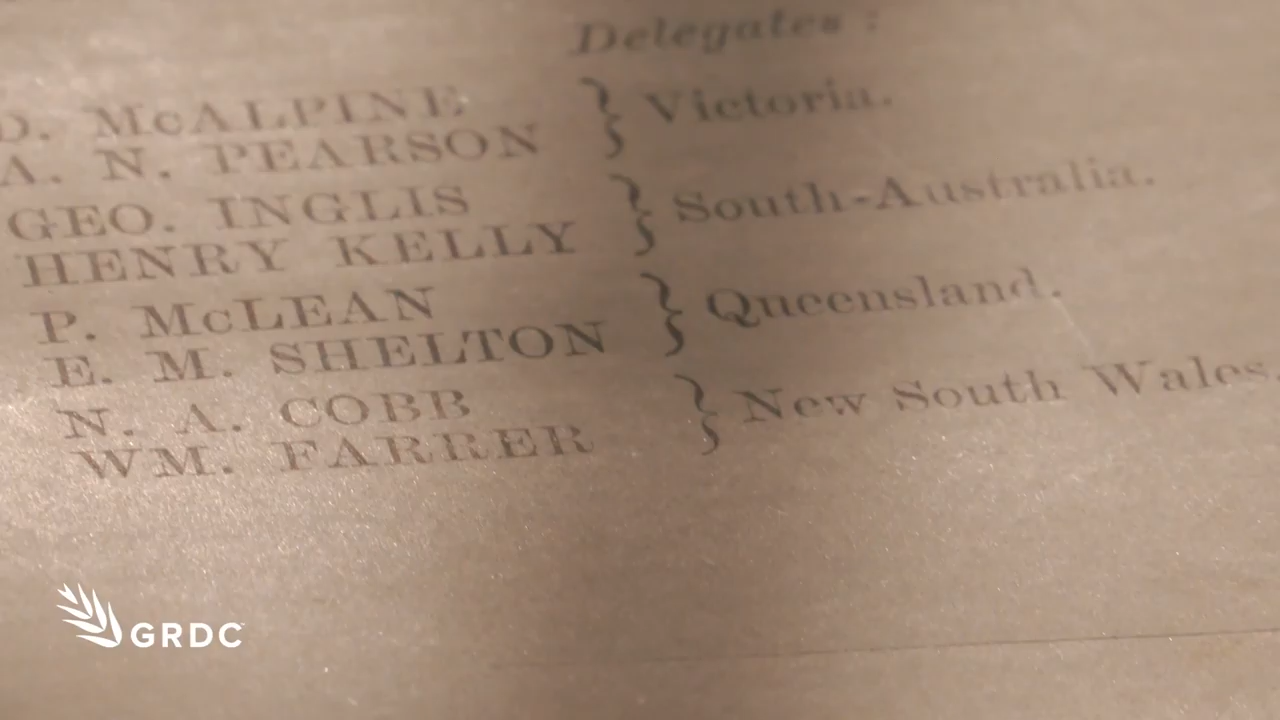 Delegates :
D. McALPINE
A. N. PEARSON
} Victoria.
GEO. INGLIS
HENRY KELLY
} South-Australia.
P. McLEAN
E. M. SHELTON
} Queensland.
N. A. COBB
WM. FARRER
} New South Wales.
GRDC